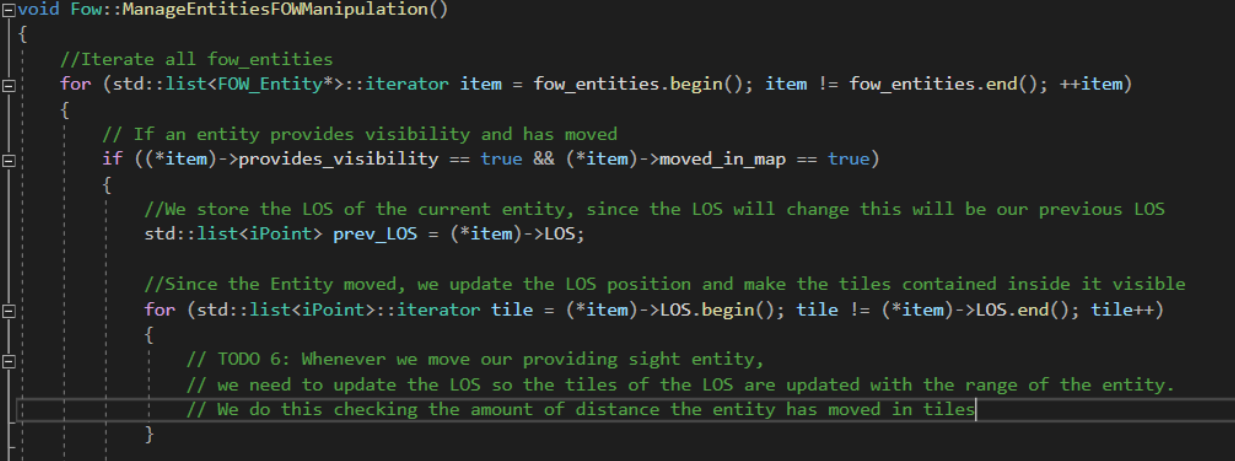 void Fow::ManageEntitiesFOWManipulation()
{
//Iterate all fow_entities
for (std::list<FOW_Entity*>::iterator item = fow_entities.begin(); item != fow_entities.end(); ++item)
{
// If an entity provides visibility and has moved
if ((*item)->provides_visibility == true && (*item)->moved_in_map == true)
{
//We store the LOS of the current entity, since the LOS will change this will be our previous LOS
std::list<iPoint> prev_LOS = (*item)->LOS;
//Since the Entity moved, we update the LOS position and make the tiles contained inside it visible
for (std::list<iPoint>::iterator tile = (*item)->LOS.begin(); tile != (*item)->LOS.end(); tile++)
{
// TODO 6: Whenever we move our providing sight entity,
// we need to update the LOS so the tiles of the LOS are updated with the range of the entity.
// We do this checking the amount of distance the entity has moved in tiles
}